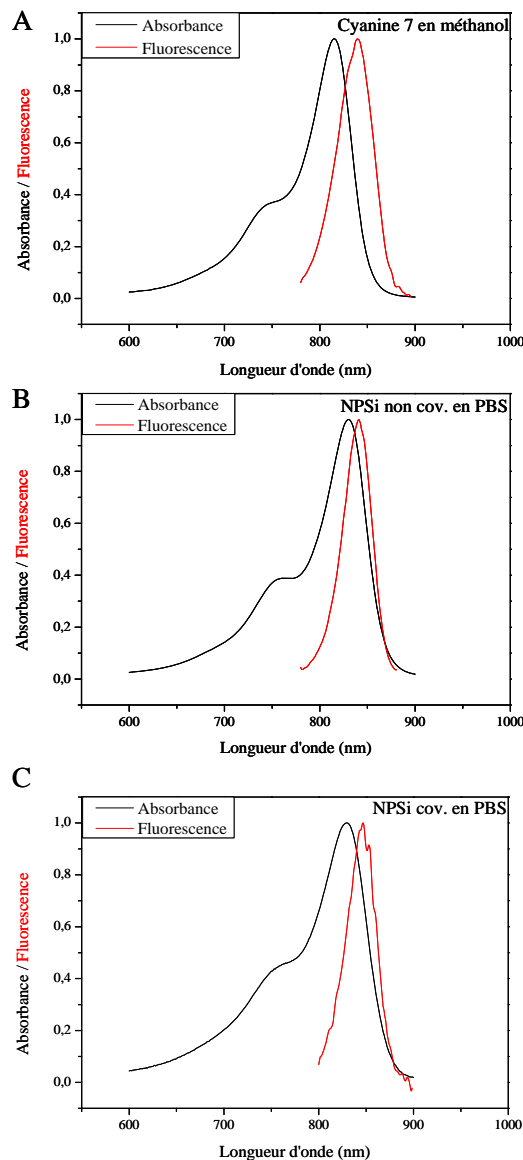 A
Absorbance
Fluorescence
Cyanine 7 en méthanol
1,0
0,8
0,6
0,4
0,2
0,0
Absorbance / Fluorescence
600
700
800
900
1000
Longueur d'onde (nm)
B
Absorbance
Fluorescence
NPSi non cov. en PBS
1,0
0,8
0,6
0,4
0,2
0,0
Absorbance / Fluorescence
600
700
800
900
1000
Longueur d'onde (nm)
C
Absorbance
Fluorescence
NPSi cov. en PBS
1,0
0,8
0,6
0,4
0,2
0,0
Absorbance / Fluorescence
600
700
800
900
1000
Longueur d'onde (nm)